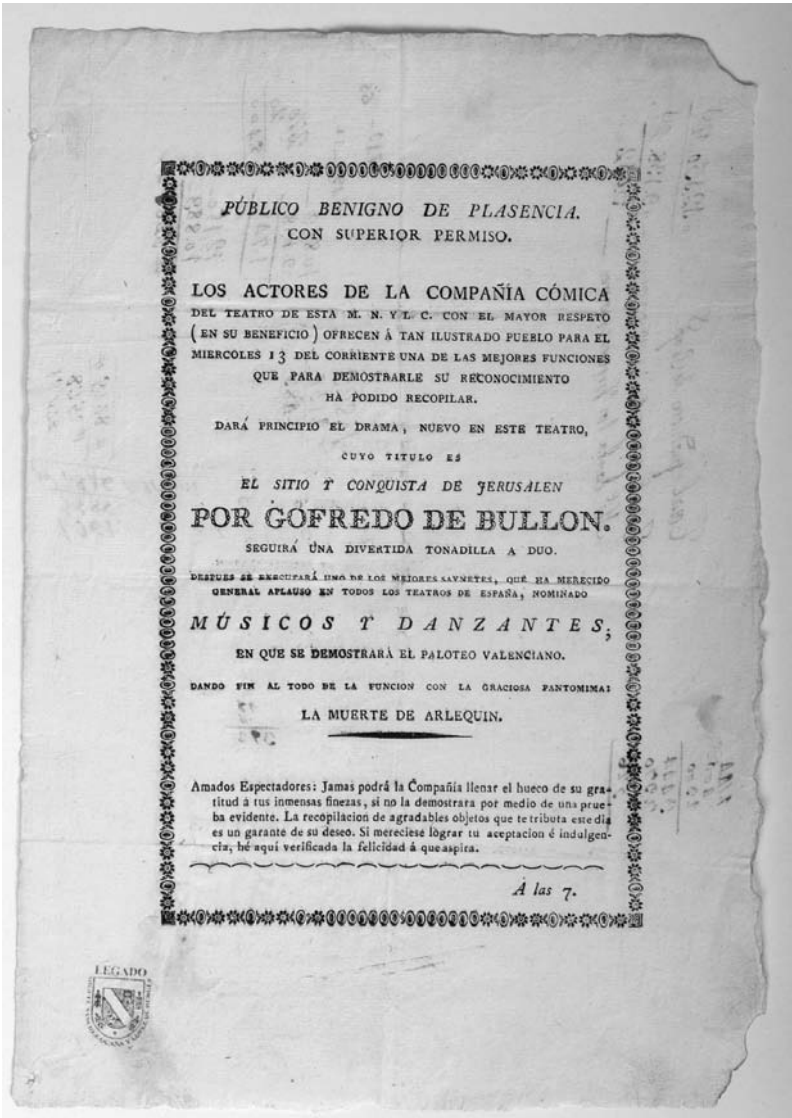 PÚBLICO BENIGNO DE PLASENCIA.
CON SUPERIOR PERMISO.
LOS ACTORES DE LA COMPAÑÍA CÓMICA
DEL TEATRO DE ESTA M. N. Y L. C. CON EL MAYOR RESPETO
(EN SU BENEFICIO) OFRECEN Á TAN ILUSTRADO PUEBLO PARA EL
MIERCOLES 13 DEL CORRIENTE UNA DE LAS MEJORES FUNCIONES
QUE PARA DEMOSTRARLE SU RECONOCIMIENTO
HA PODIDO RECOPILAR.
DARÁ PRINCIPIO EL DRAMA, NUEVO EN ESTE TEATRO,
CUYO TITULO ES
EL SITIO Y CONQUISTA DE JERUSALEN
POR GOFREDO DE BULLON.
SEGUIRÁ UNA DIVERTIDA TONADILLA A DUO.
DESPUES SE EXECUTARÁ UNO DE LOS MEJORES SAYNETES, QUE HA MERECIDO
GENERAL APLAUSO EN TODOS LOS TEATROS DE ESPAÑA, NOMINADO
MÚSICOS Y DANZANTES;
EN QUE SE DEMOSTRARÁ EL PALOTEO VALENCIANO.
DANDO FIN AL TODO DE LA FUNCION CON LA GRACIOSA PANTOMIMA:
LA MUERTE DE ARLEQUIN.
Amados Espectadores: Jamas podrá la Compañía llenar el hueco de su gra-
titud á tus inmensas finezas, si no la demostrara por medio de una prue-
ba evidente. La recopilacion de agradables objetos que te tributa este dia
es un garante de su deseo. Si mereciese lograr tu aceptacion é indulgen-
cia, hé aquí verificada la felicidad á que aspira.
Á las 7.
LEGADO